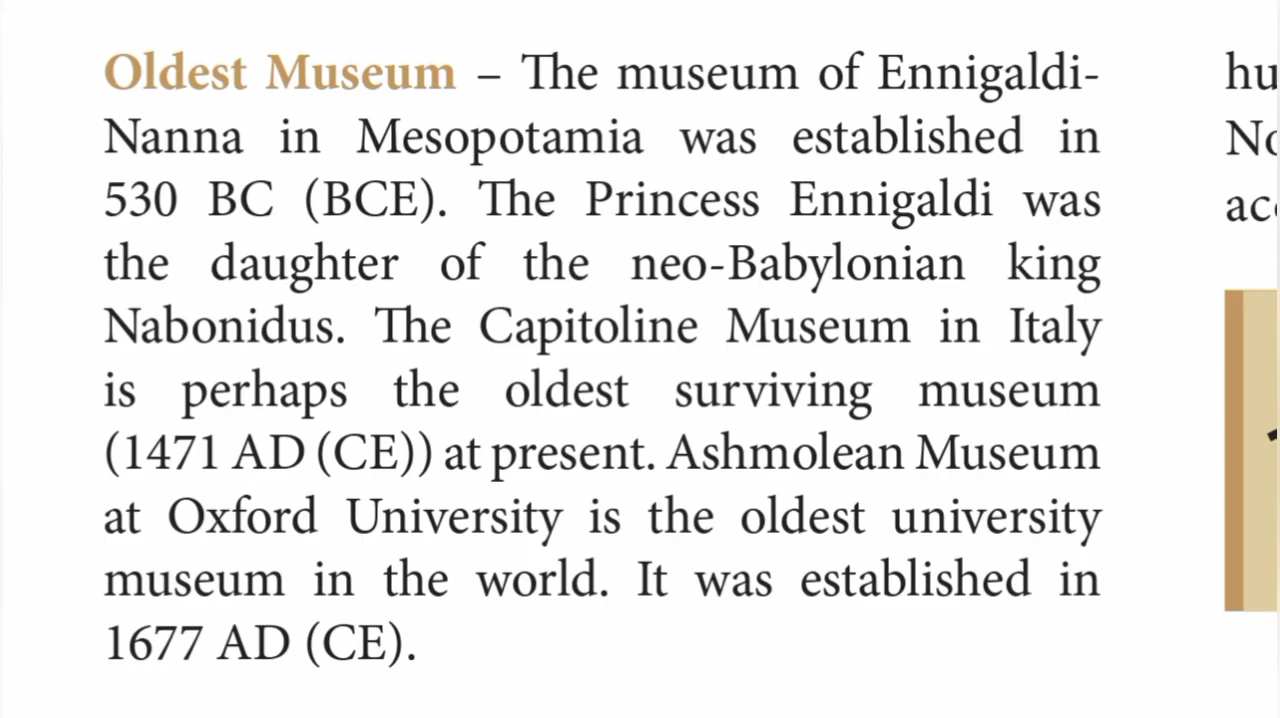 Oldest Museum – The museum of Ennigaldi-
Nanna in Mesopotamia was established in
530 BC (BCE). The Princess Ennigaldi was
the daughter of the neo-Babylonian king
Nabonidus. The Capitoline Museum in Italy
is perhaps the oldest surviving museum
(1471 AD (CE)) at present. Ashmolean Museum
at Oxford University is the oldest university
museum in the world. It was established in
1677 AD (CE).